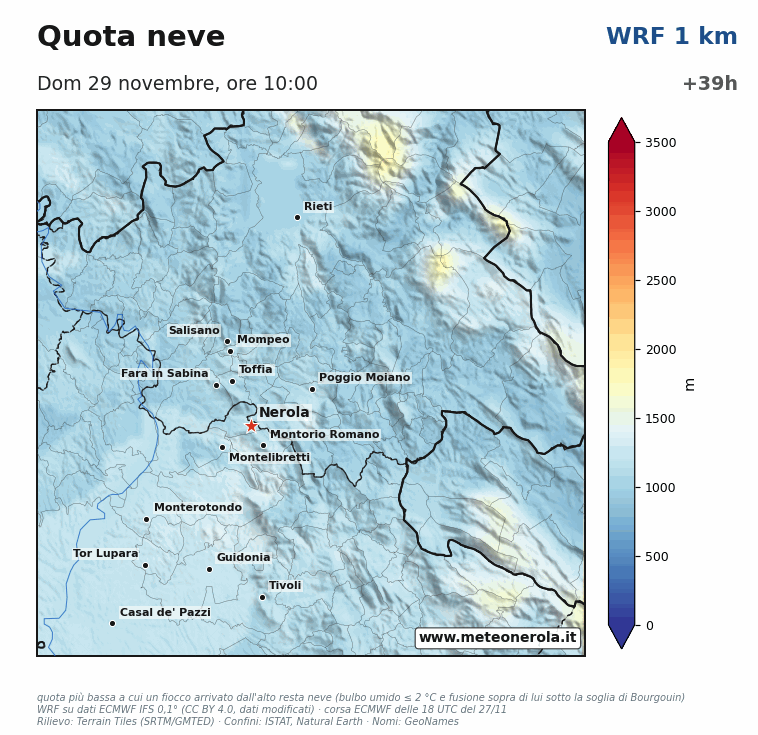 Quota neve
WRF 1 km
Dom 29 novembre, ore 10:00
+39h
3500
3000
2500
2000
1500
1000
500
0
m
Rieti
Salisano
Mompeo
Toffia
Fara in Sabina
Poggio Moiano
Nerola
Montorio Romano
Montelibretti
Monterotondo
Tor Lupara
Guidonia
Tivoli
Casal de' Pazzi
www.meteonerola.it
quota più bassa a cui un fiocco arrivato dall'alto resta neve (bulbo umido ≤ 2 °C e fusione sopra di lui sotto la soglia di Bourgouin)
WRF su dati ECMWF IFS 0,1° (CC BY 4.0, dati modificati) · corsa ECMWF delle 18 UTC del 27/11
Rilievo: Terrain Tiles (SRTM/GMTED) · Confini: ISTAT, Natural Earth · Nomi: GeoNames